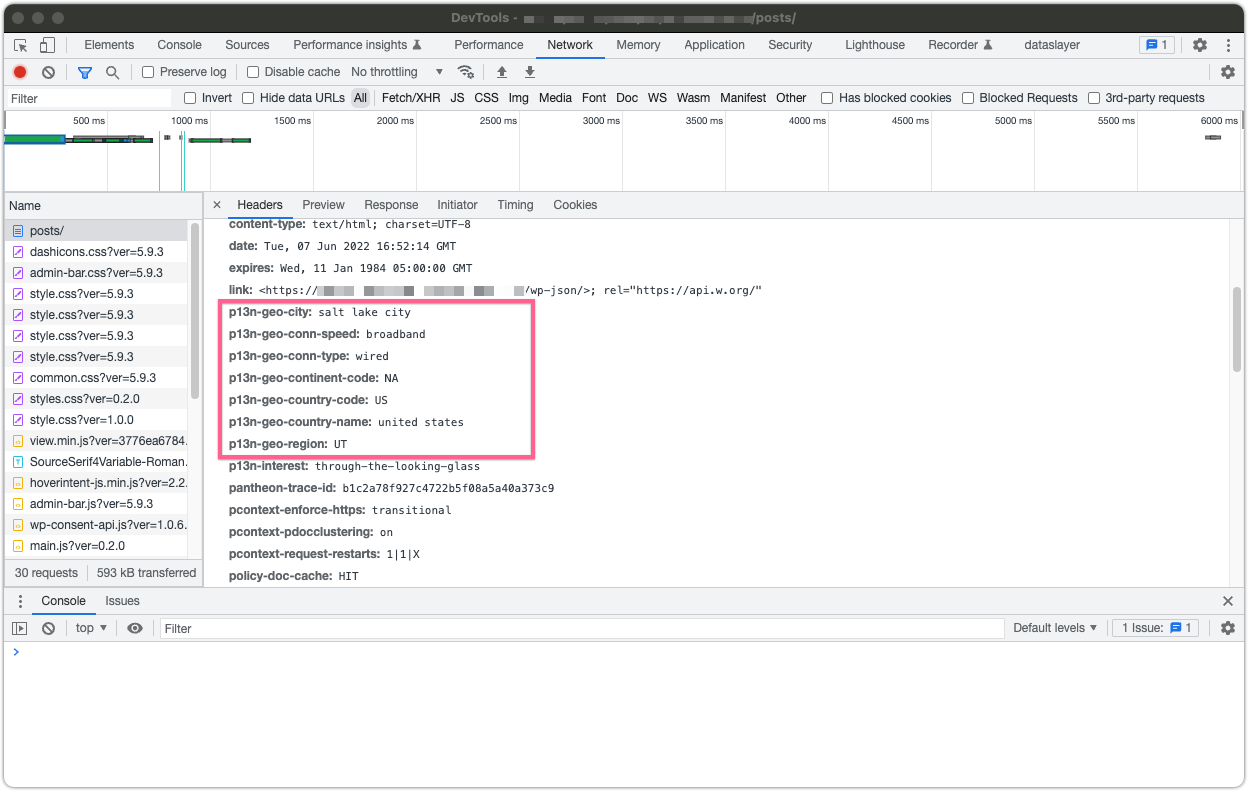 DevTools - /posts/
Elements Console Sources Performance insights Performance Network Memory Application Security Lighthouse Recorder dataslayer 1
Preserve log Disable cache No throttling
Filter Invert Hide data URLs All Fetch/XHR JS CSS Img Media Font Doc WS Wasm Manifest Other Has blocked cookies Blocked Requests 3rd-party requests
500 ms 1000 ms 1500 ms 2000 ms 2500 ms 3000 ms 3500 ms 4000 ms 4500 ms 5000 ms 5500 ms 6000 ms
Name
posts/
dashicons.css?ver=5.9.3
admin-bar.css?ver=5.9.3
style.css?ver=5.9.3
style.css?ver=5.9.3
style.css?ver=5.9.3
style.css?ver=5.9.3
common.css?ver=5.9.3
styles.css?ver=0.2.0
style.css?ver=1.0.0
view.min.js?ver=3776ea6784.
SourceSerif4Variable-Roman.
hoverintent-js.min.js?ver=2.2.
admin-bar.js?ver=5.9.3
wp-consent-api.js?ver=1.0.6.
main.js?ver=0.2.0
30 requests 593 kB transferred
× Headers Preview Response Initiator Timing Cookies
content-type: text/html; charset=UTF-8
date: Tue, 07 Jun 2022 16:52:14 GMT
expires: Wed, 11 Jan 1984 05:00:00 GMT
link: <https:// /wp-json/>; rel="https://api.w.org/"
p13n-geo-city: salt lake city
p13n-geo-conn-speed: broadband
p13n-geo-conn-type: wired
p13n-geo-continent-code: NA
p13n-geo-country-code: US
p13n-geo-country-name: united states
p13n-geo-region: UT
p13n-interest: through-the-looking-glass
pantheon-trace-id: b1c2a78f927c4722b5f08a5a40a373c9
pcontext-enforce-https: transitional
pcontext-pdocclustering: on
pcontext-request-restarts: 1|1|X
policy-doc-cache: HIT
Console Issues
top Filter Default levels 1 Issue: 1